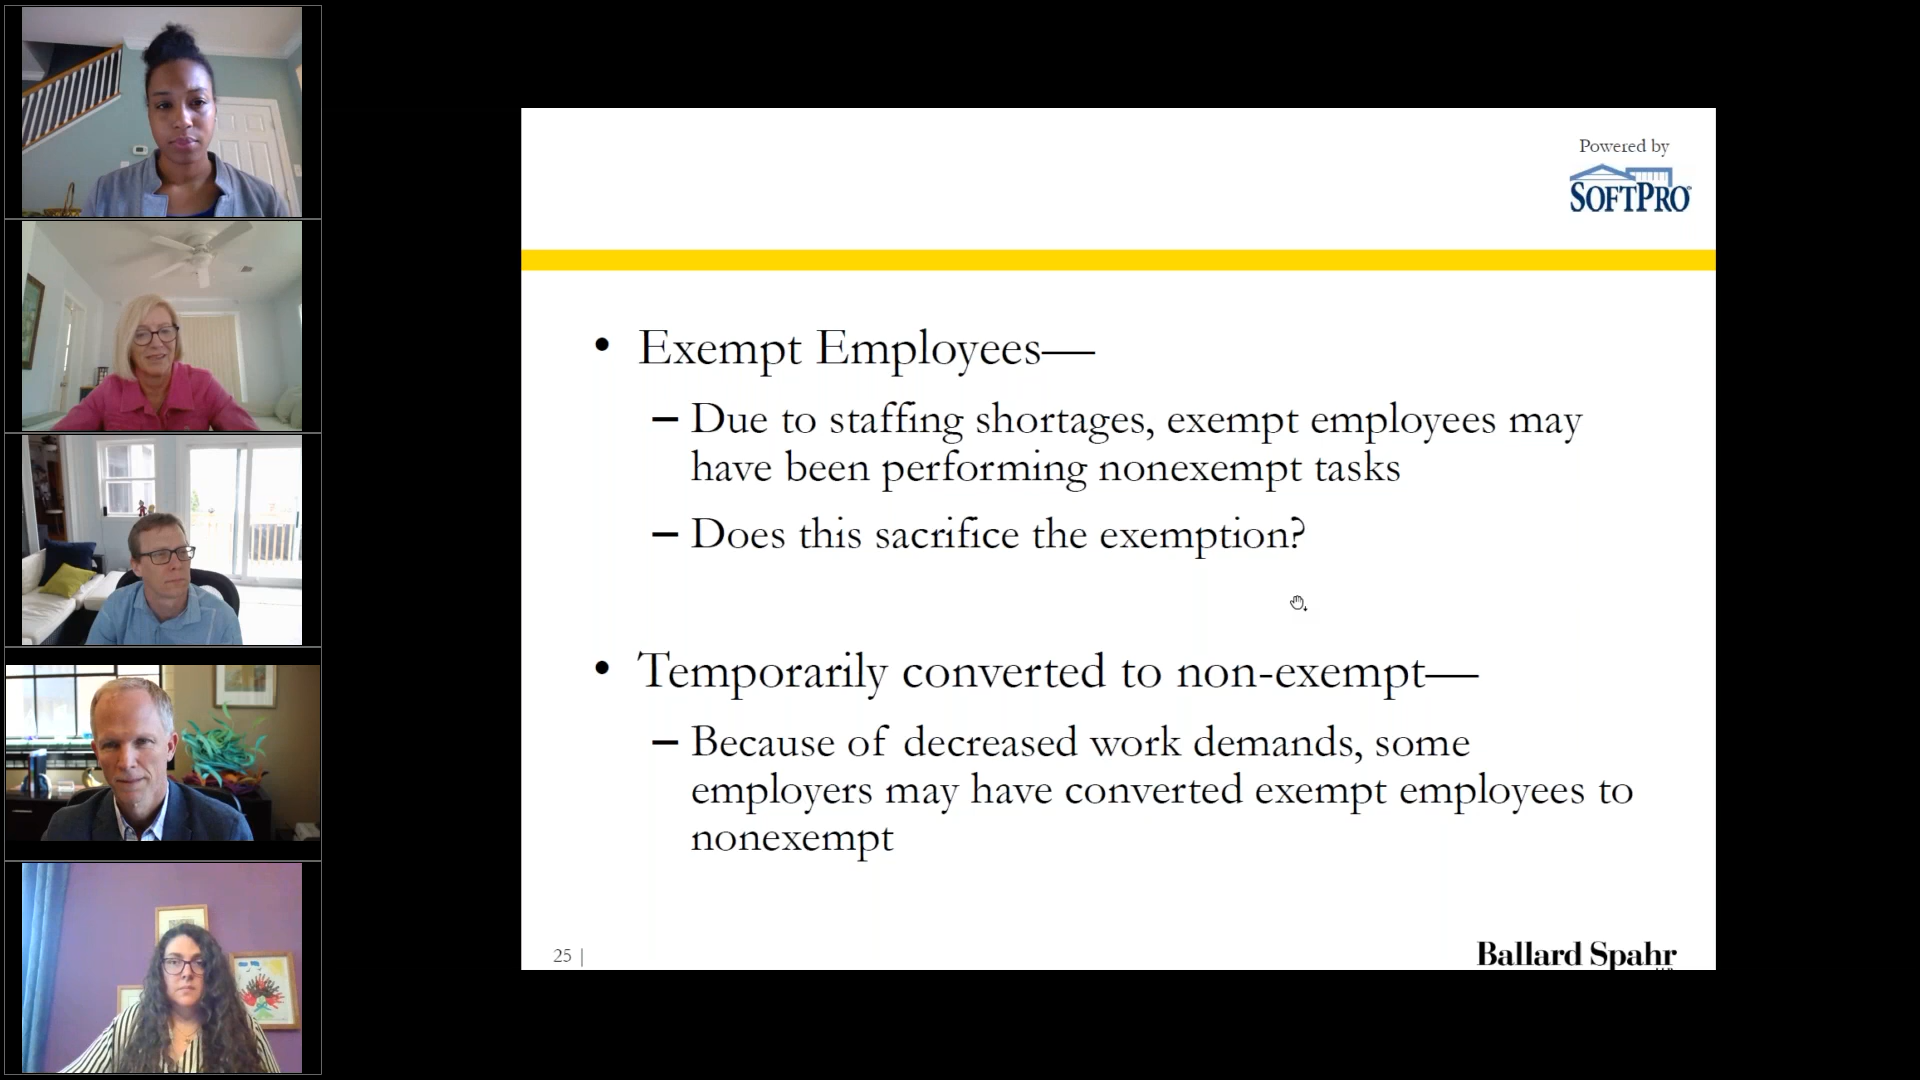 Powered by
SOFTPRO
• Exempt Employees—
– Due to staffing shortages, exempt employees may
have been performing nonexempt tasks
– Does this sacrifice the exemption?
• Temporarily converted to non-exempt—
– Because of decreased work demands, some
employers may have converted exempt employees to
nonexempt
25 |
Ballard Spahr